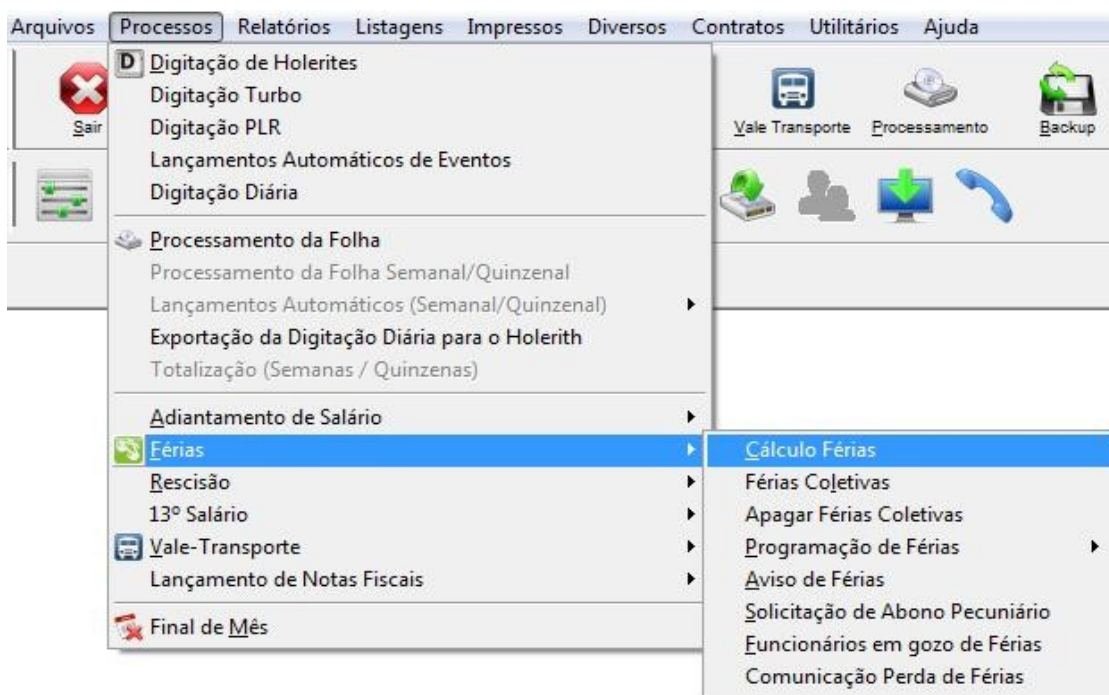 Arquivos Processos Relatórios Listagens Impressos Diversos Contratos Utilitários Ajuda
Sair
Vale Transporte Processamento Backup
D Digitação de Holerites
Digitação Turbo
Digitação PLR
Lançamentos Automáticos de Eventos
Digitação Diária
Processamento da Folha
Processamento da Folha Semanal/Quinzenal
Lançamentos Automáticos (Semanal/Quinzenal)
Exportação da Digitação Diária para o Holerith
Totalização (Semanas / Quinzenas)
Adiantamento de Salário
Férias
Rescisão
13º Salário
Vale-Transporte
Lançamento de Notas Fiscais
Final de Mês
Cálculo Férias
Férias Coletivas
Apagar Férias Coletivas
Programação de Férias
Aviso de Férias
Solicitação de Abono Pecuniário
Funcionários em gozo de Férias
Comunicação Perda de Férias